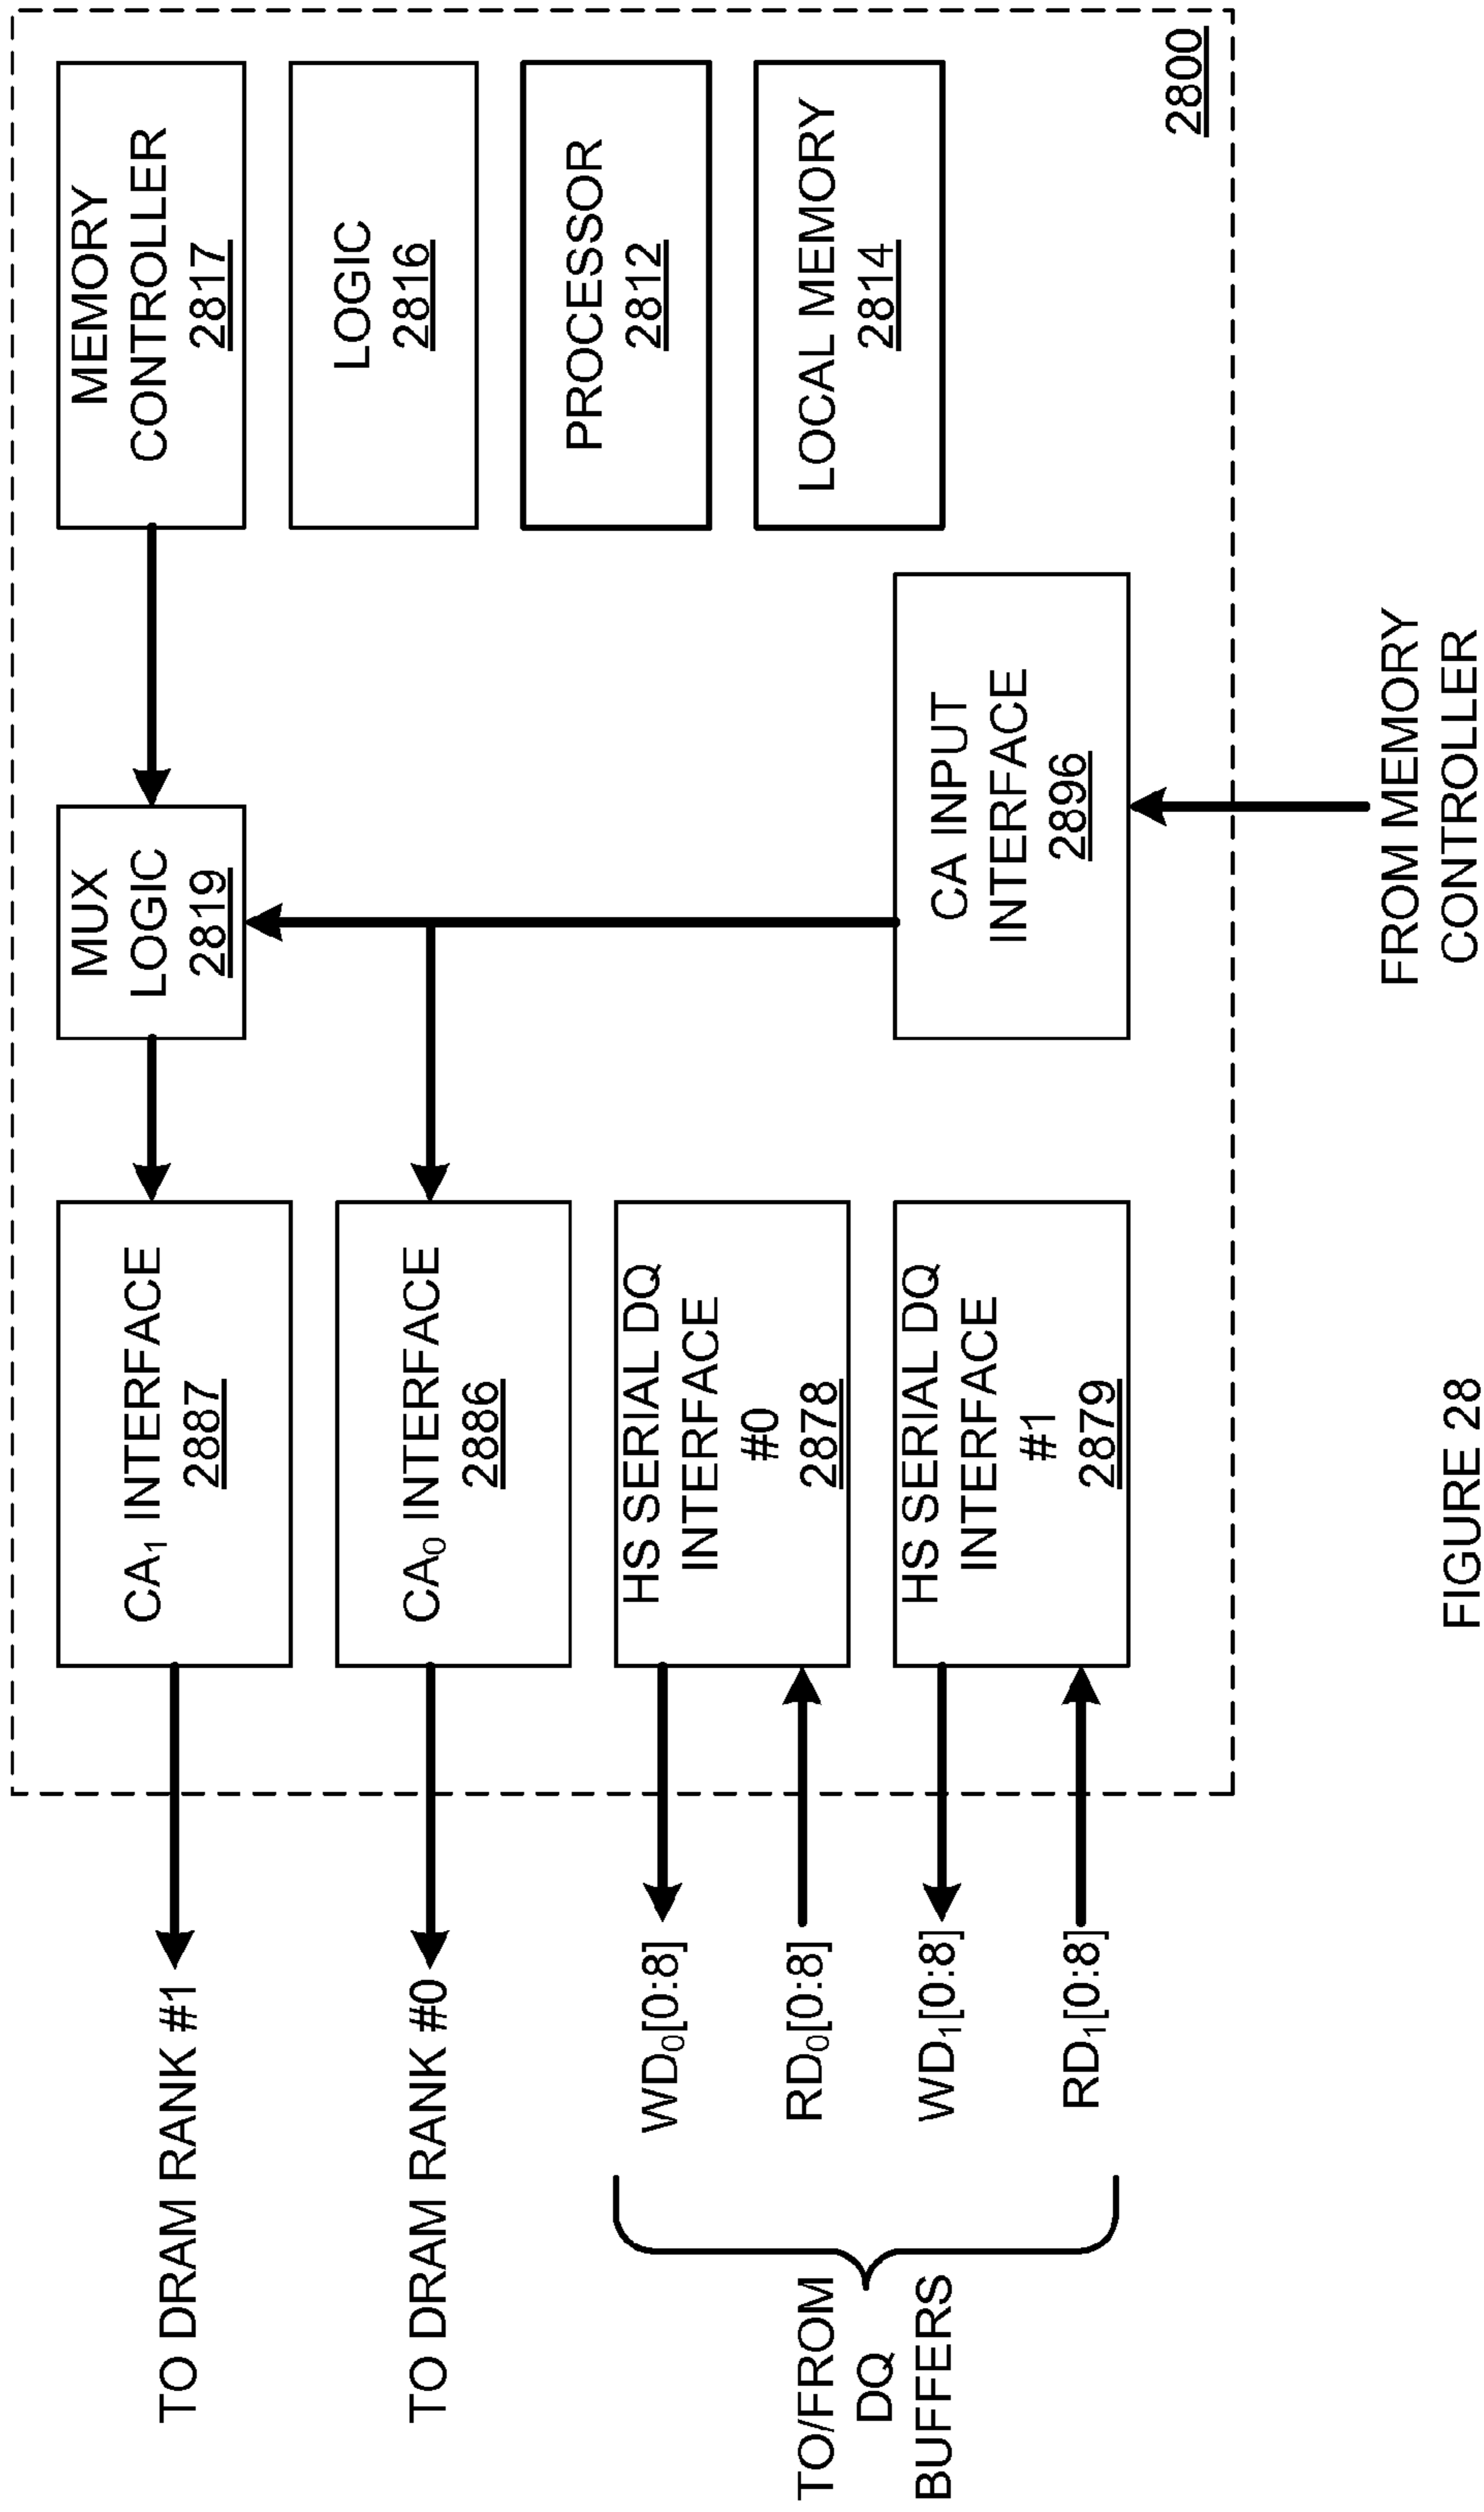 TO DRAM RANK #1
CA1 INTERFACE
2887
MUX
LOGIC
2819
MEMORY
CONTROLLER
2817
TO DRAM RANK #0
CA0 INTERFACE
2886
LOGIC
2816
TO/FROM
DQ
BUFFERS
WD0[0:8]
RD0[0:8]
HS SERIAL DQ
INTERFACE
#0
2878
PROCESSOR
2812
WD1[0:8]
RD1[0:8]
HS SERIAL DQ
INTERFACE
#1
2879
CA INPUT
INTERFACE
2896
LOCAL MEMORY
2814
2800
FROM MEMORY
CONTROLLER
FIGURE 28